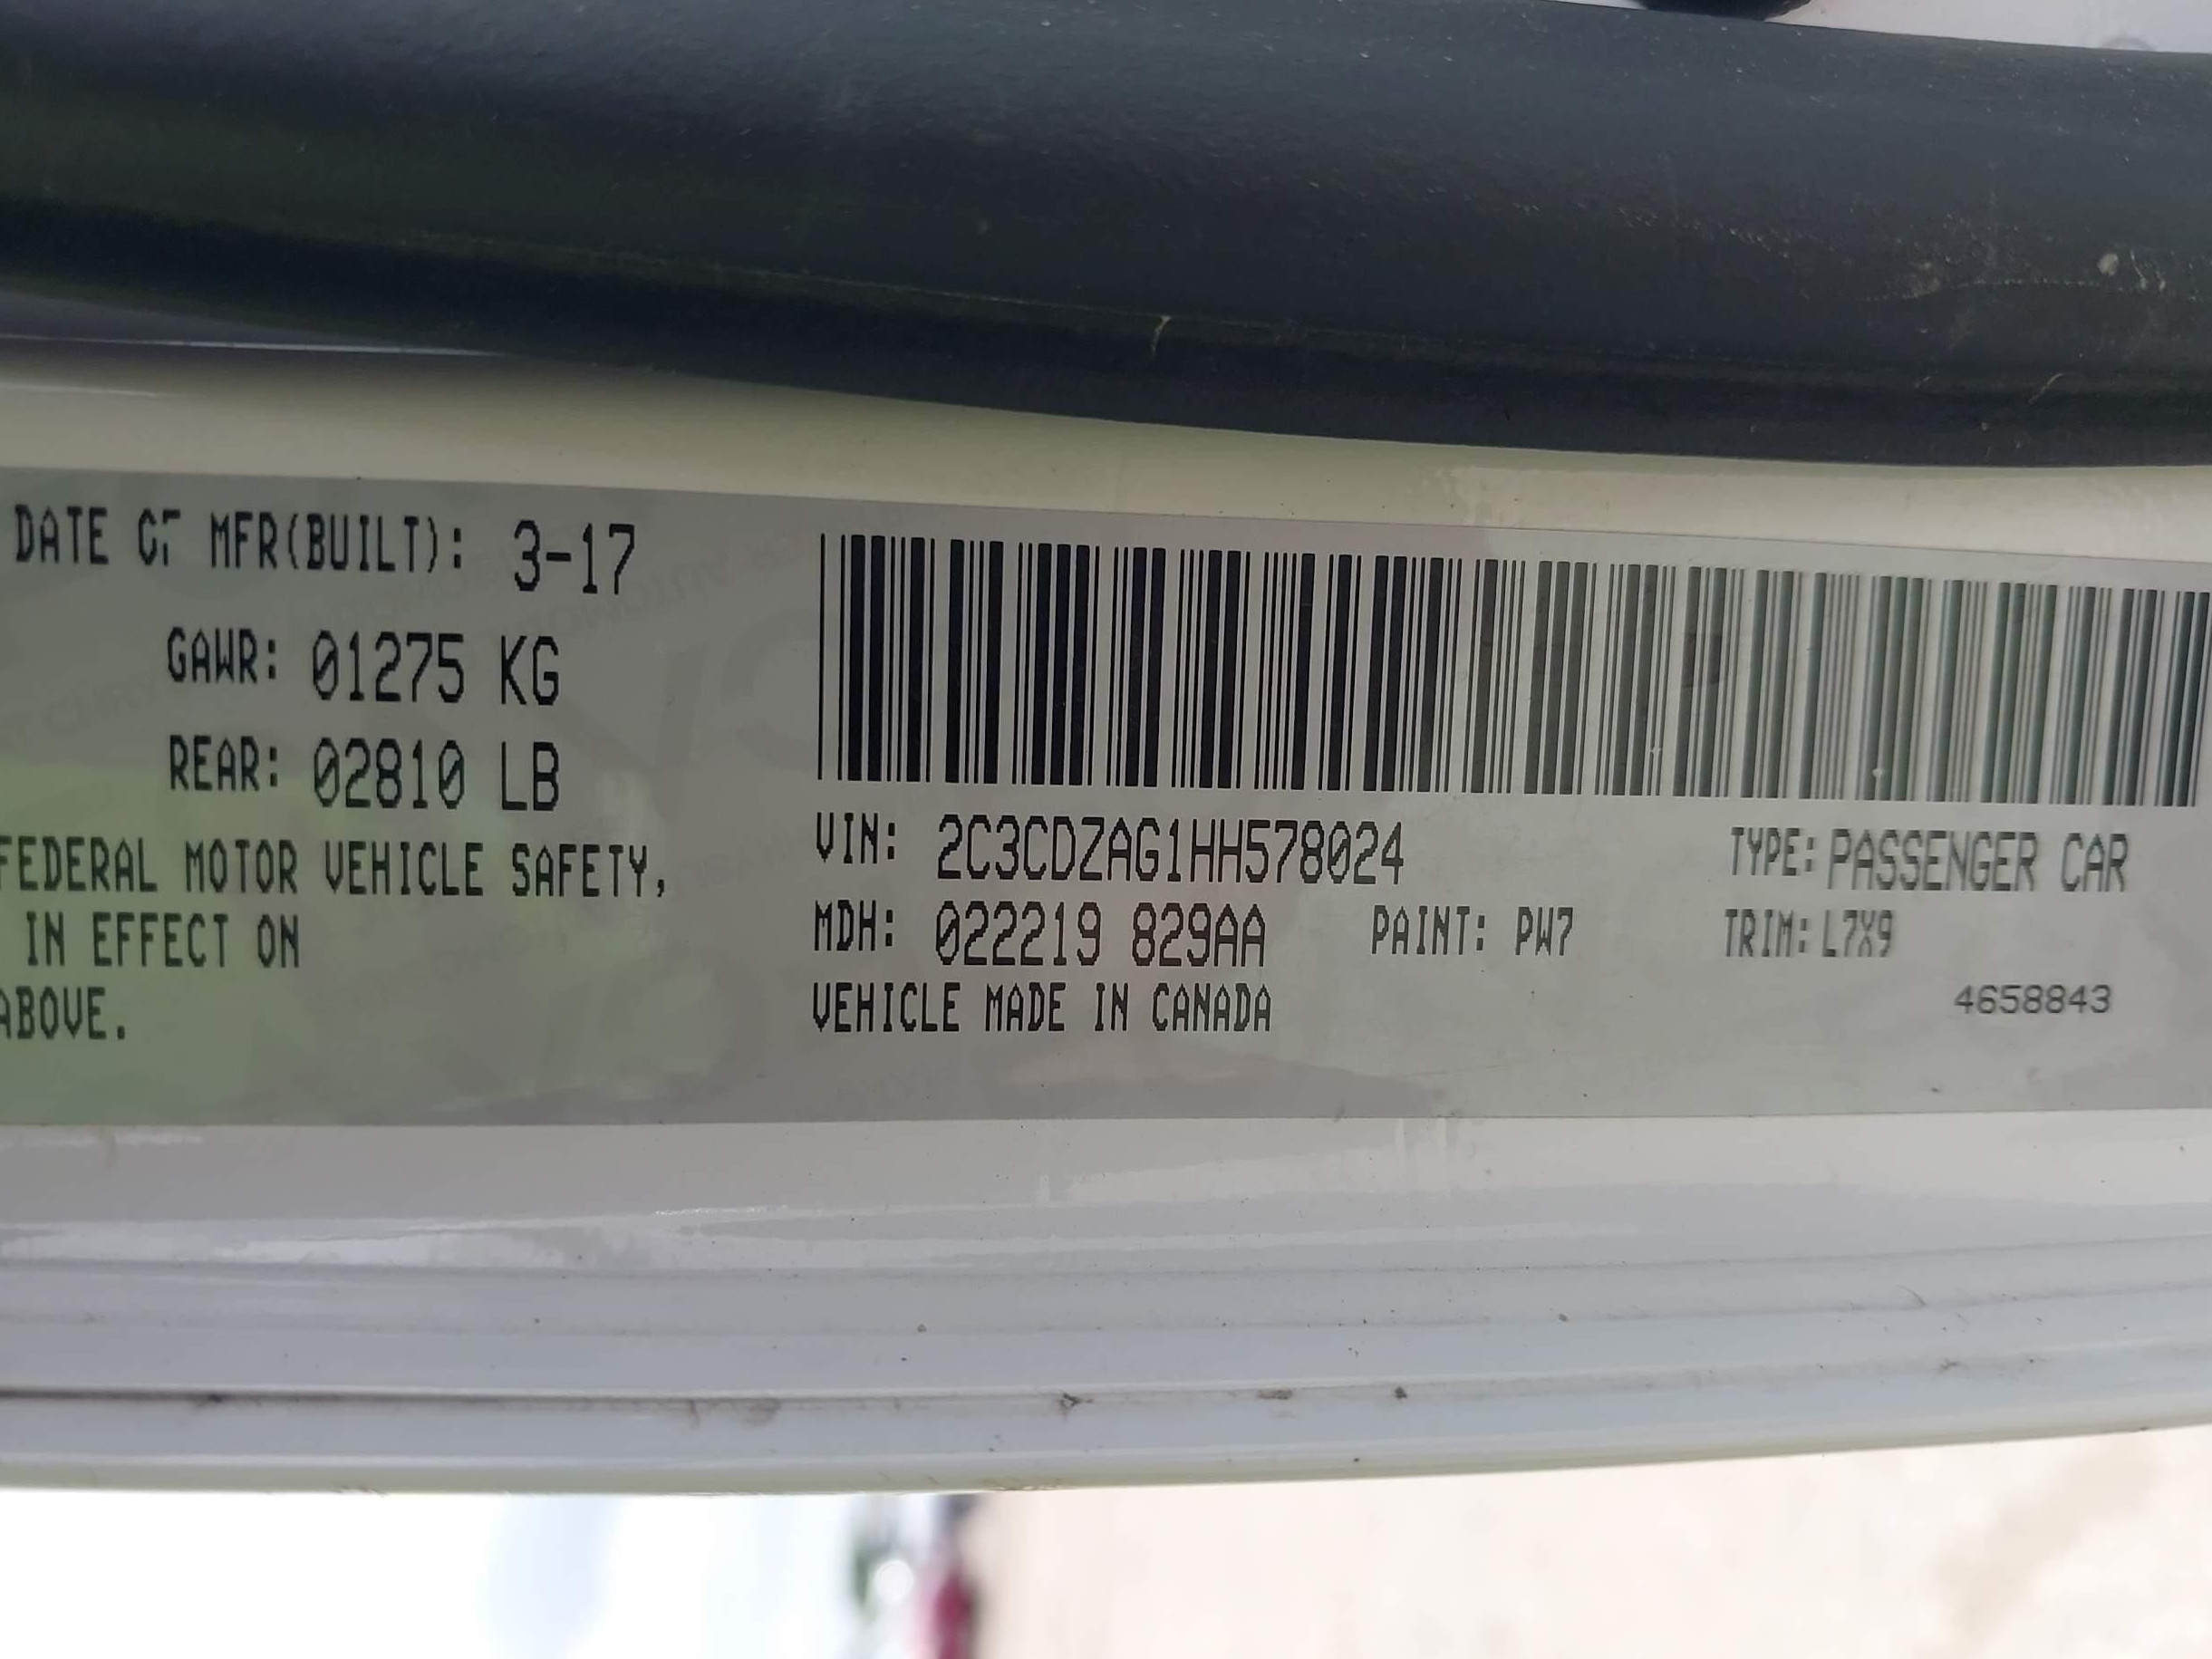 DATE OF MFR(BUILT): 3-17
GAWR: 01275 KG
REAR: 02810 LB
FEDERAL MOTOR VEHICLE SAFETY,
IN EFFECT ON
ABOVE.
VIN: 2C3CDZAG1HH578024 TYPE: PASSENGER CAR
MDH: 022219 829AA PAINT: PW7 TRIM: L7X9
VEHICLE MADE IN CANADA
4658843